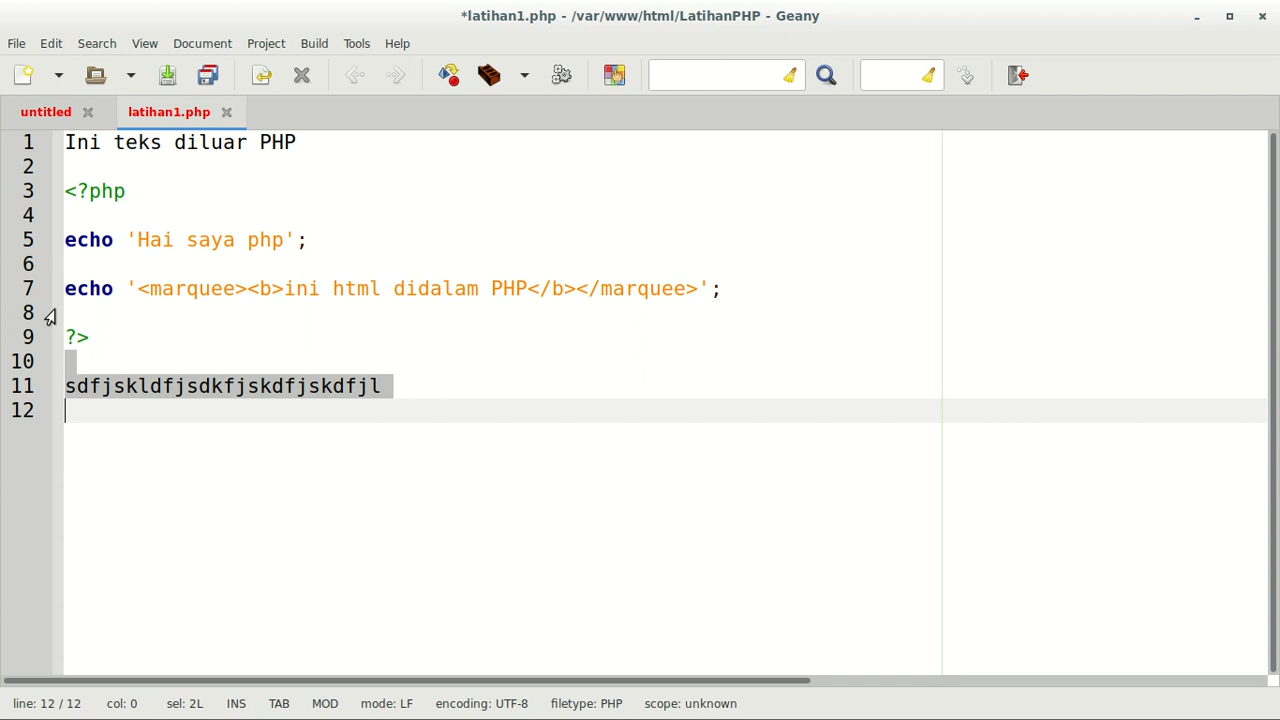 *latihan1.php - /var/www/html/LatihanPHP - Geany
File Edit Search View Document Project Build Tools Help
untitled latihan1.php
1 Ini teks diluar PHP
2
3 <?php
4
5 echo 'Hai saya php';
6
7 echo '<marquee><b>ini html didalam PHP</b></marquee>';
8
9 ?>
10
11 sdfjskldfjsdkfjskdfjskdfjl
12
line: 12 / 12 col: 0 sel: 2L INS TAB MOD mode: LF encoding: UTF-8 filetype: PHP scope: unknown